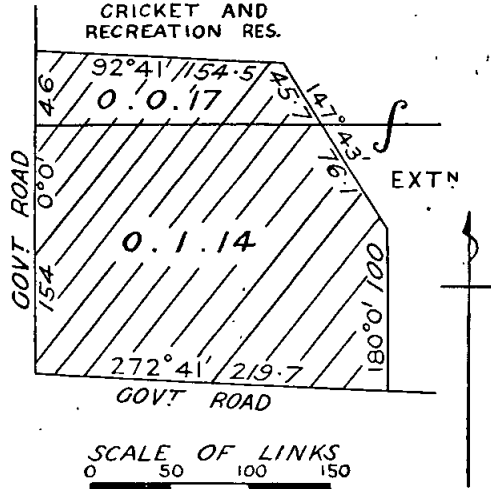 CRICKET AND
RECREATION RES.
92°41' 154·5
45·7
147°43'
46
0.0.17
76·1
EXTN
0°0'
GOVT ROAD
0.1.14
154
100
180°0'
272°41' 219·7
GOVT ROAD
SCALE OF LINKS
0 50 100 150